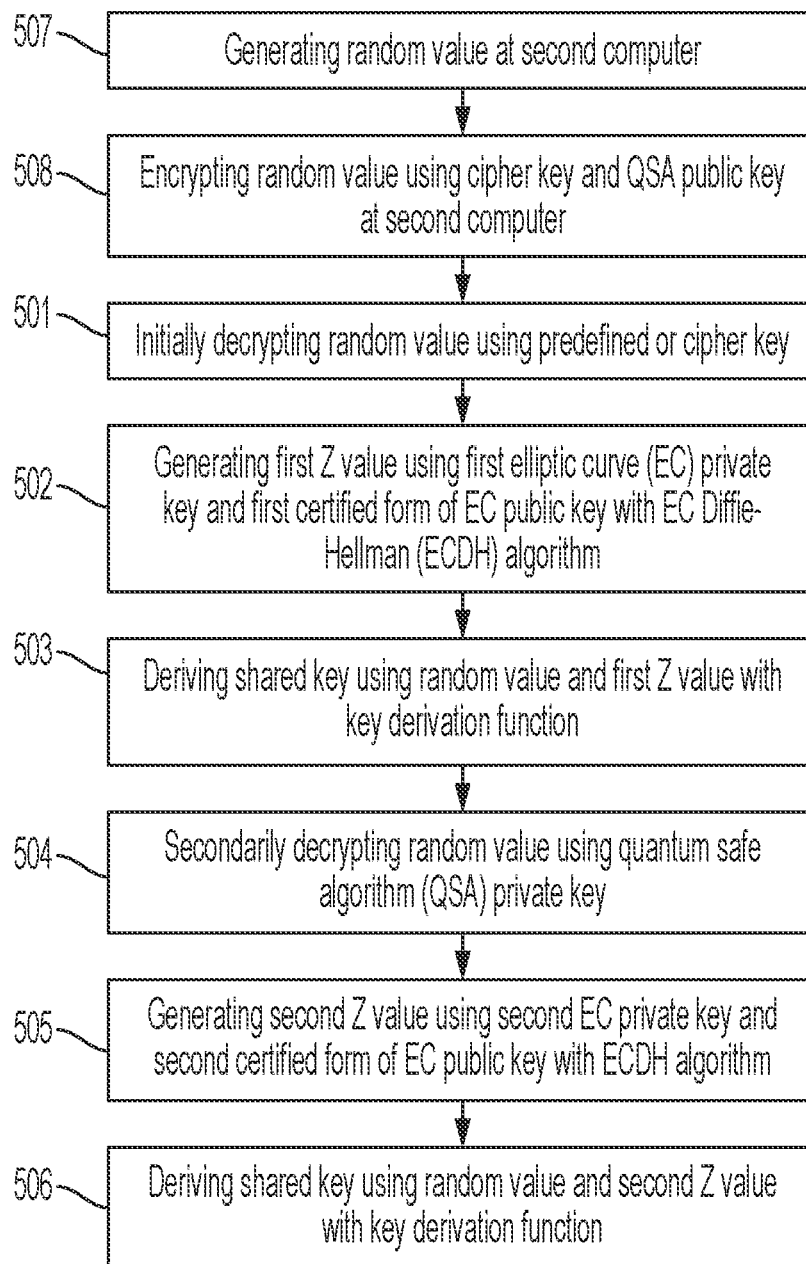 507
Generating random value at second computer
508
Encrypting random value using cipher key and QSA public key
at second computer
501
Initially decrypting random value using predefined or cipher key
502
Generating first Z value using first elliptic curve (EC) private
key and first certified form of EC public key with EC Diffie-
Hellman (ECDH) algorithm
503
Deriving shared key using random value and first Z value with
key derivation function
504
Secondarily decrypting random value using quantum safe
algorithm (QSA) private key
505
Generating second Z value using second EC private key and
second certified form of EC public key with ECDH algorithm
506
Deriving shared key using random value and second Z value
with key derivation function